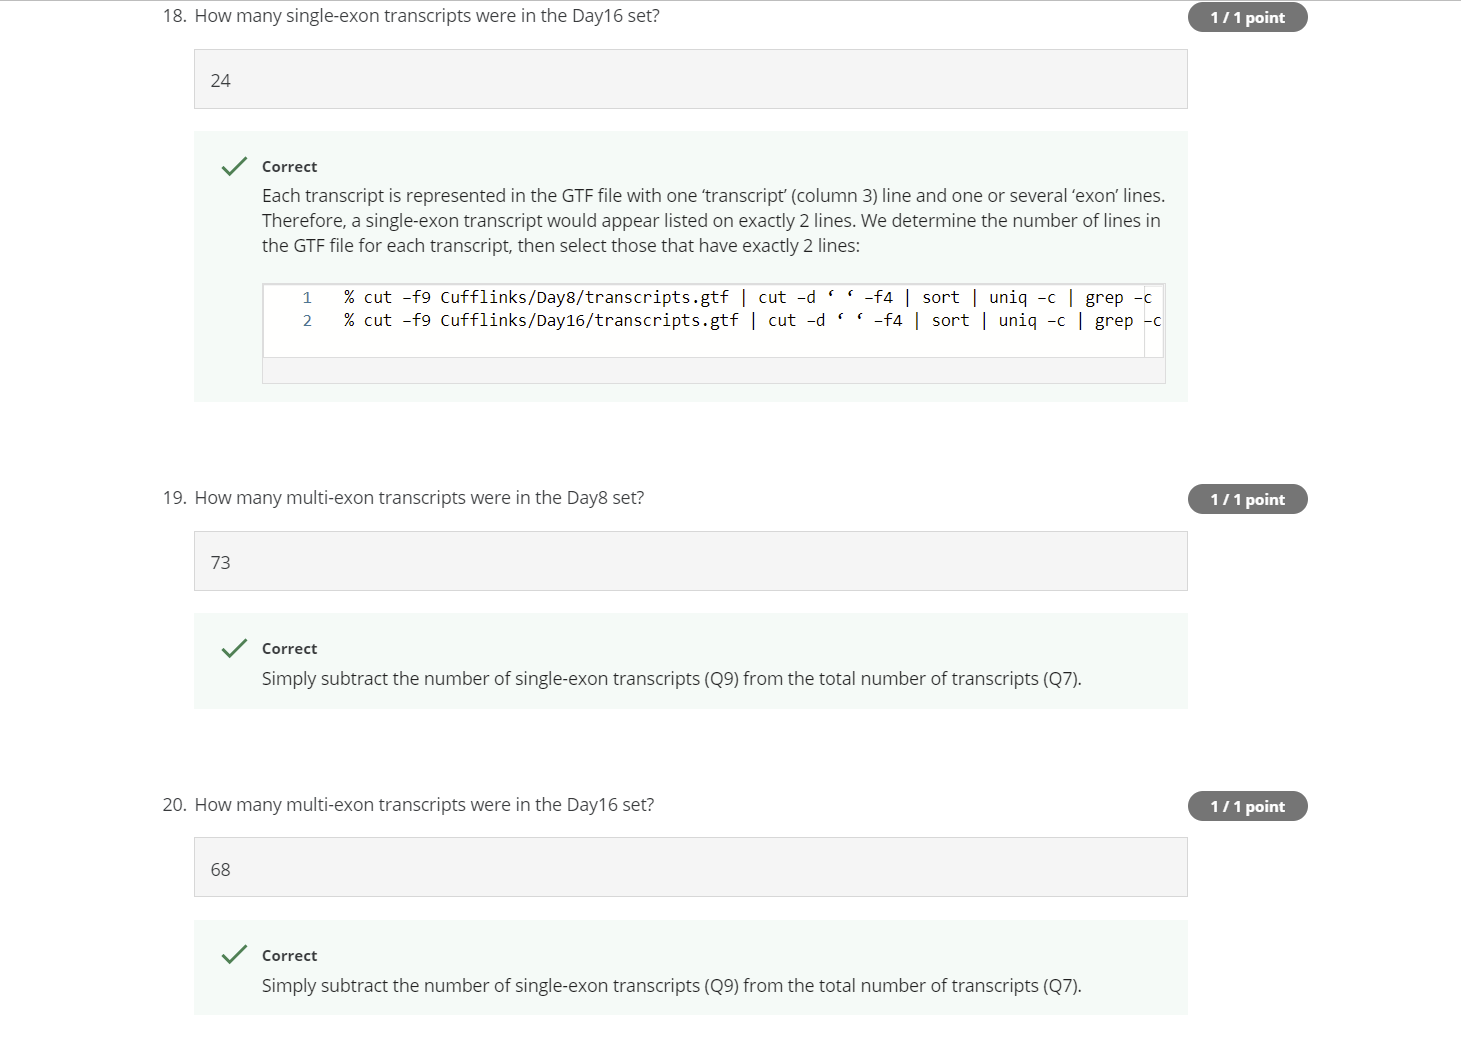 18. How many single-exon transcripts were in the Day16 set?
1 / 1 point
24
Correct
Each transcript is represented in the GTF file with one ‘transcript’ (column 3) line and one or several ‘exon’ lines.
Therefore, a single-exon transcript would appear listed on exactly 2 lines. We determine the number of lines in
the GTF file for each transcript, then select those that have exactly 2 lines:
1 % cut –f9 Cufflinks/Day8/transcripts.gtf | cut –d ‘ ‘ –f4 | sort | uniq –c | grep –c
2 % cut –f9 Cufflinks/Day16/transcripts.gtf | cut –d ‘ ‘ –f4 | sort | uniq –c | grep –c
19. How many multi-exon transcripts were in the Day8 set?
1 / 1 point
73
Correct
Simply subtract the number of single-exon transcripts (Q9) from the total number of transcripts (Q7).
20. How many multi-exon transcripts were in the Day16 set?
1 / 1 point
68
Correct
Simply subtract the number of single-exon transcripts (Q9) from the total number of transcripts (Q7).